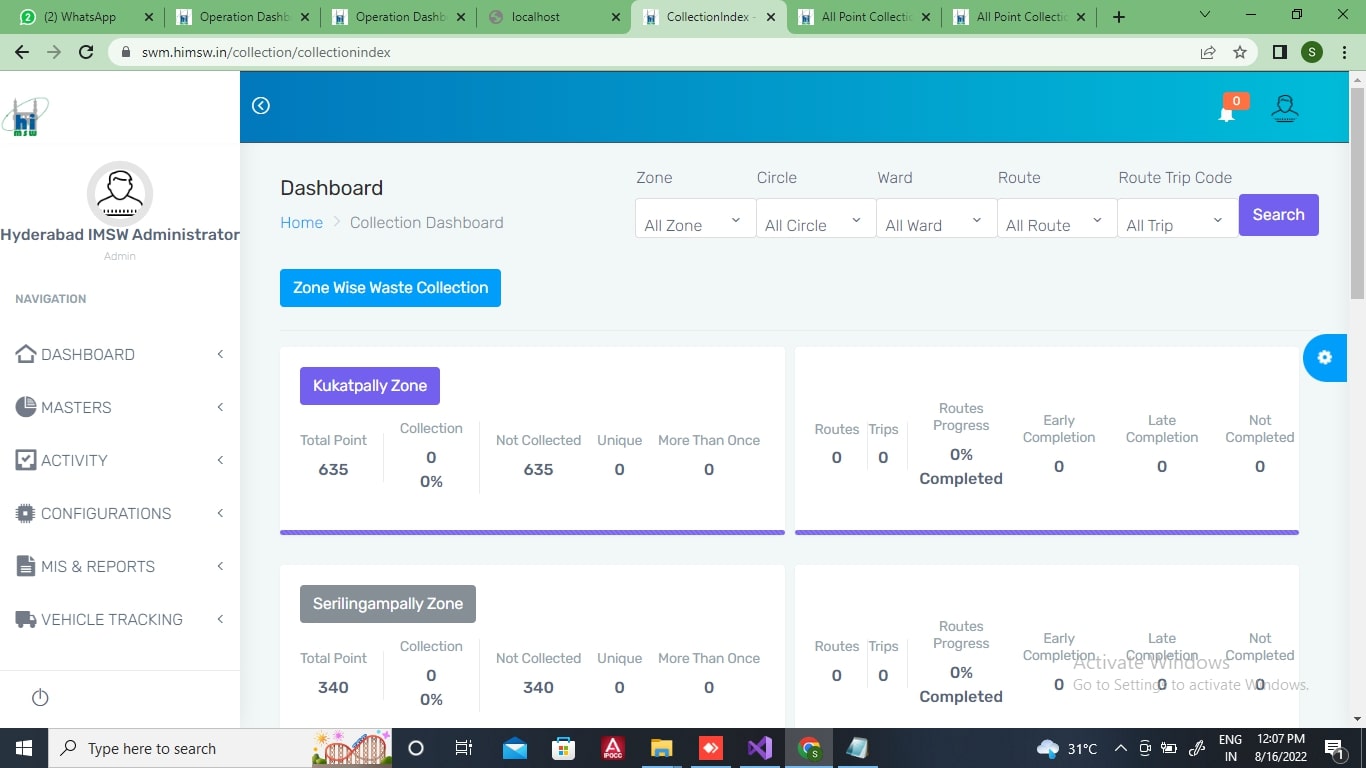 (2) WhatsApp
Operation Dashb
Operation Dashb
localhost
CollectionIndex -
All Point Collectic
All Point Collectic
swm.himsw.in/collection/collectionindex
S
hi
MSW
0
Hyderabad IMSW Administrator
Admin
NAVIGATION
DASHBOARD
MASTERS
ACTIVITY
CONFIGURATIONS
MIS & REPORTS
VEHICLE TRACKING
Dashboard
Home > Collection Dashboard
Zone Circle Ward Route Route Trip Code
All Zone All Circle All Ward All Route All Trip Search
Zone Wise Waste Collection
Kukatpally Zone
Total Point Collection Not Collected Unique More Than Once
635 0 635 0 0
0%
Routes Trips Routes Progress Early Completion Late Completion Not Completed
0 0 0% 0 0 0
Completed
Serilingampally Zone
Total Point Collection Not Collected Unique More Than Once
340 0 340 0 0
0%
Routes Trips Routes Progress Early Completion Late Completion Not Completed
0 0 0% 0 0 0
Completed
Activate Windows
Go to Settings to activate Windows.
Type here to search
IPOCC
31°C
ENG
IN
12:07 PM
8/16/2022
1